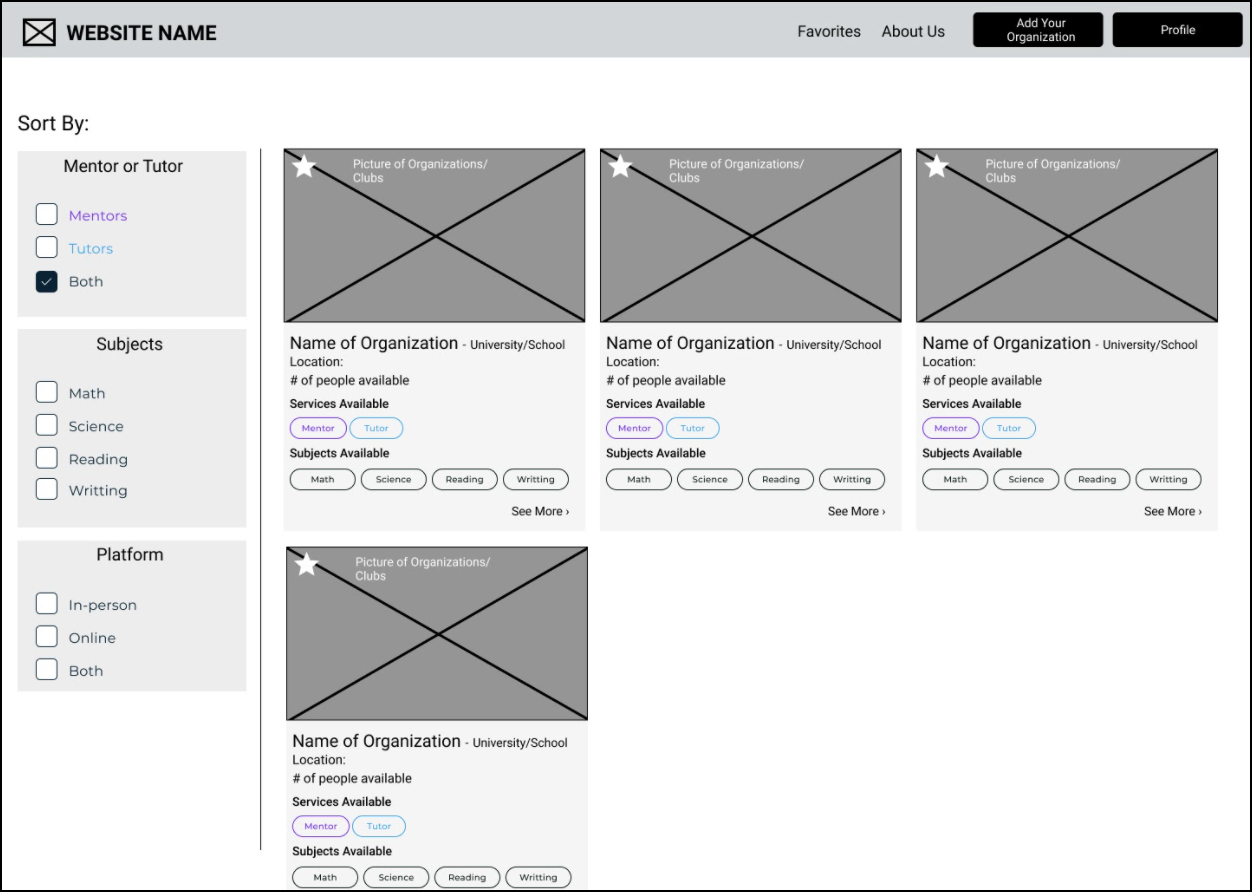 WEBSITE NAME
Favorites
About Us
Add Your
Organization
Profile
Sort By:
Mentor or Tutor
Mentors
Tutors
Both
Subjects
Math
Science
Reading
Writting
Platform
In-person
Online
Both
Picture of Organizations/
Clubs
Name of Organization - University/School
Location:
# of people available
Services Available
Mentor Tutor
Subjects Available
Math Science Reading Writting
See More ›
Picture of Organizations/
Clubs
Name of Organization - University/School
Location:
# of people available
Services Available
Mentor Tutor
Subjects Available
Math Science Reading Writting
See More ›
Picture of Organizations/
Clubs
Name of Organization - University/School
Location:
# of people available
Services Available
Mentor Tutor
Subjects Available
Math Science Reading Writting
See More ›
Picture of Organizations/
Clubs
Name of Organization - University/School
Location:
# of people available
Services Available
Mentor Tutor
Subjects Available
Math Science Reading Writting